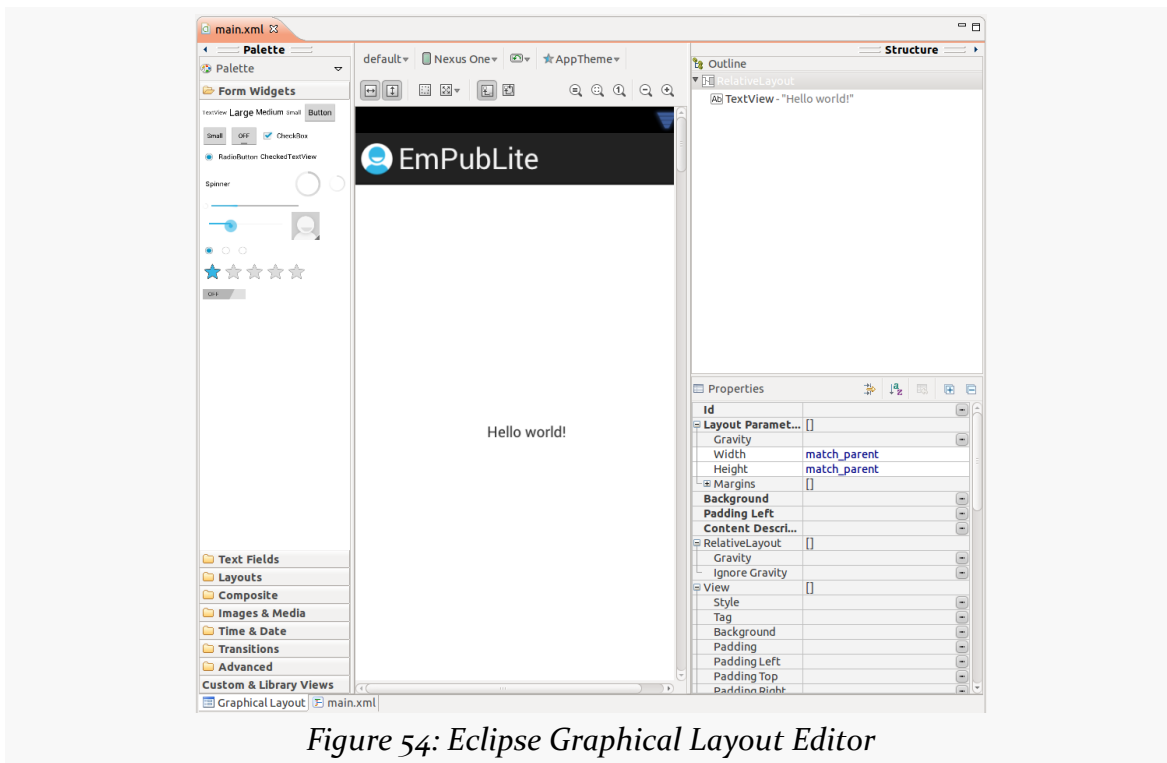 main.xml
Palette
Palette
Form Widgets
TextView Large Medium Small Button
Small OFF CheckBox
RadioButton CheckedTextView
Spinner
OFF
Text Fields
Layouts
Composite
Images & Media
Time & Date
Transitions
Advanced
Custom & Library Views
Graphical Layout main.xml
default Nexus One AppTheme
EmPubLite
Hello world!
Structure
Outline
RelativeLayout
Ab TextView - "Hello world!"
Properties
Id
Layout Paramet... []
Gravity
Width match_parent
Height match_parent
Margins []
Background
Padding Left
Content Descri...
RelativeLayout []
Gravity
Ignore Gravity
View []
Style
Tag
Background
Padding
Padding Left
Padding Top
Padding Right
Figure 54: Eclipse Graphical Layout Editor